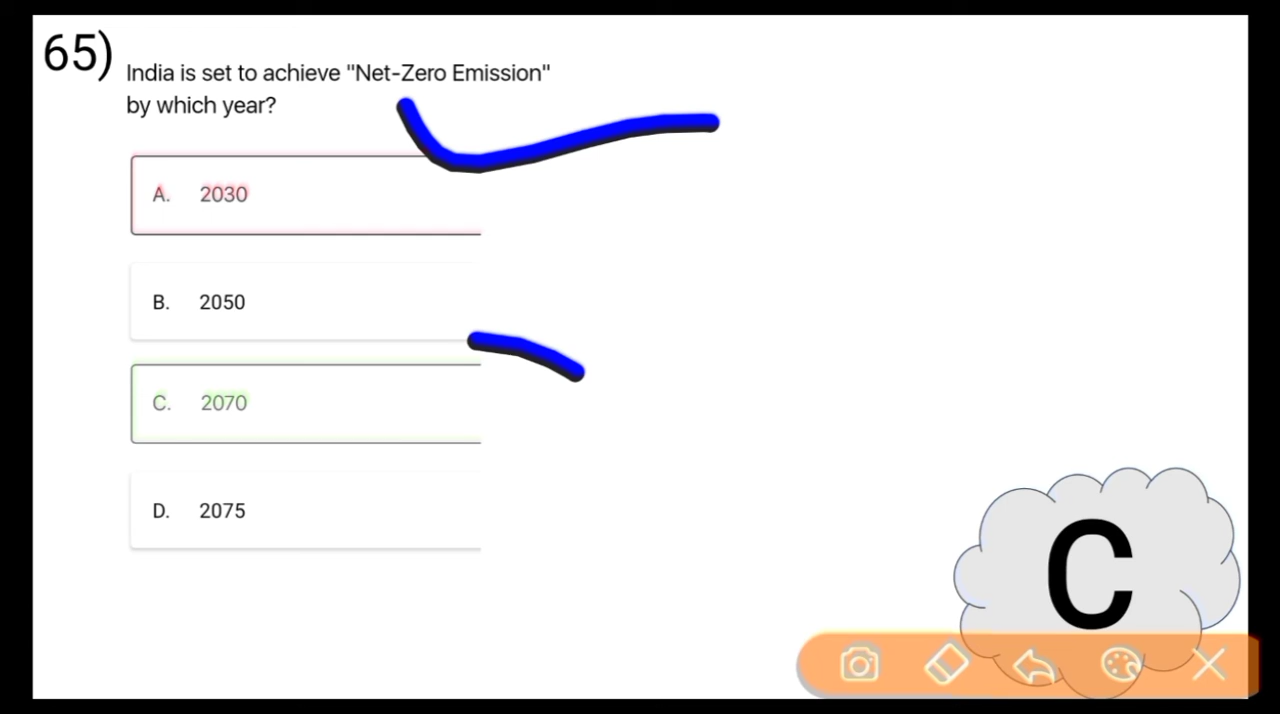 65)
India is set to achieve "Net-Zero Emission"
by which year?
A. 2030
B. 2050
C. 2070
D. 2075
C